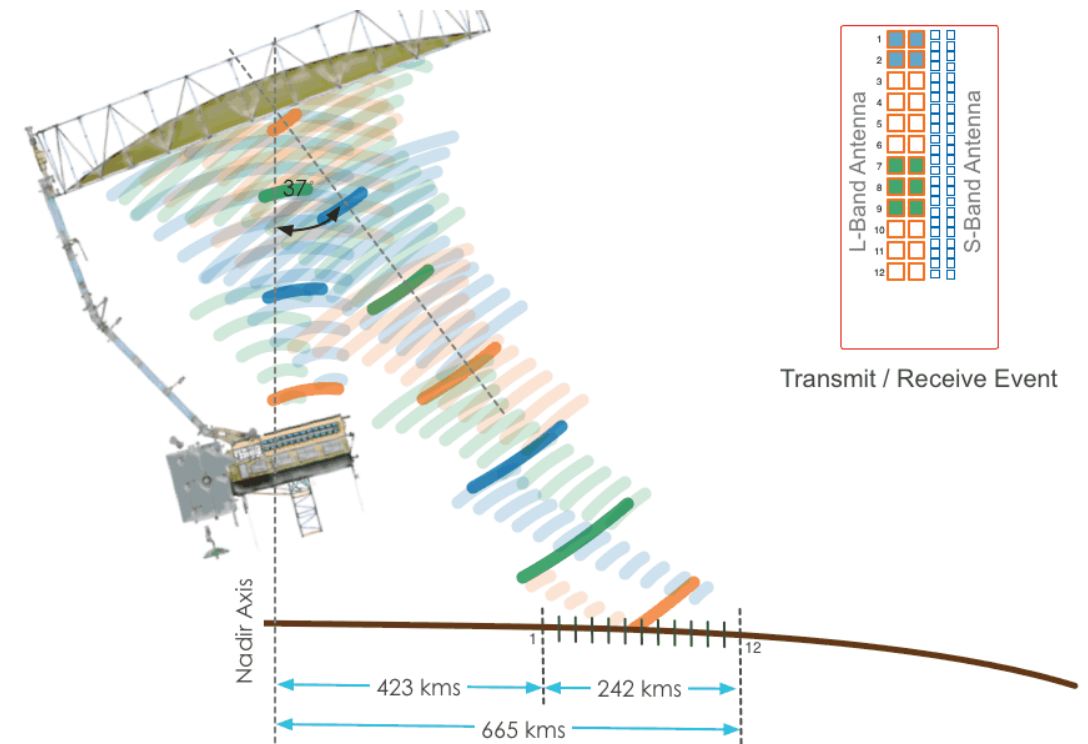 37°
1
2
3
4
5
6
7
8
9
10
11
12
L-Band Antenna
S-Band Antenna
Transmit / Receive Event
Nadir Axis
1
12
423 kms
242 kms
665 kms